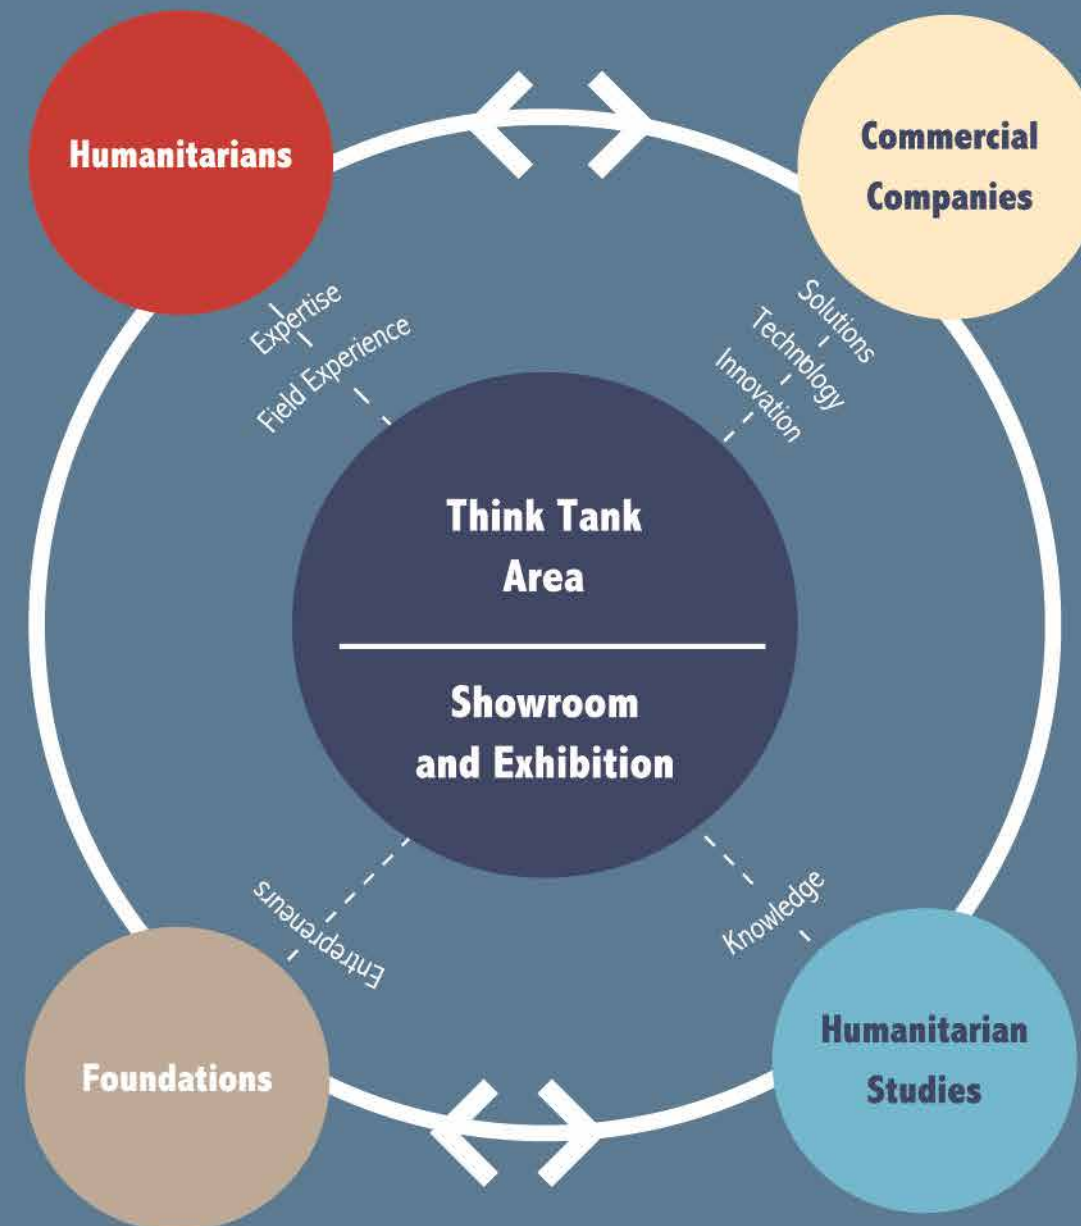 Humanitarians
Commercial
Companies
Expertise
Field Experience
Solutions
Technology
Innovation
Think Tank
Area
Showroom
and Exhibition
Entrepreneurs
Knowledge
Foundations
Humanitarian
Studies